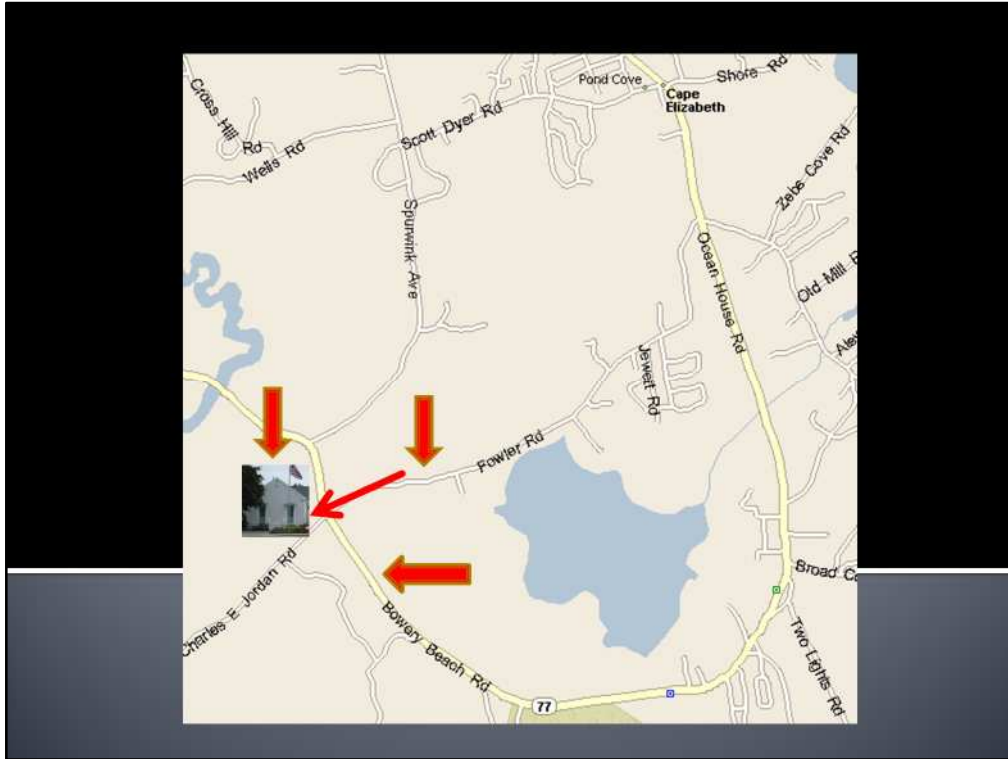 Pond Cove
Shore Rd
Cape
Elizabeth
Cross Hill Rd
Scott Dyer Rd
Wells Rd
Zebs Cove Rd
Spurwink Ave
Ocean House Rd
Old Mill R
Jewett Rd
Alew
Fowler Rd
Broad Co
Charles E Jordan Rd
Bowery Beach Rd
Two Lights Rd
77